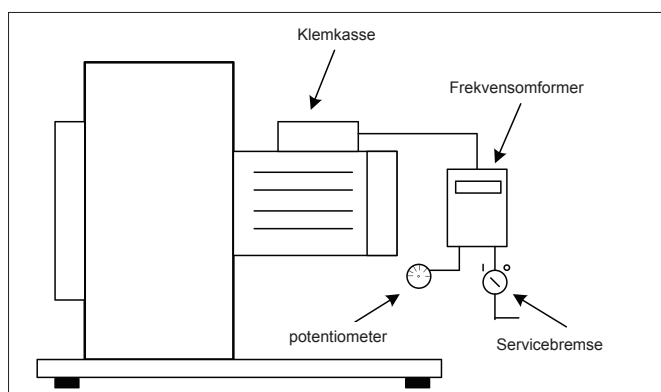 Klemkasse
Frekvensomformer
I O
potentiometer
Servicebremse